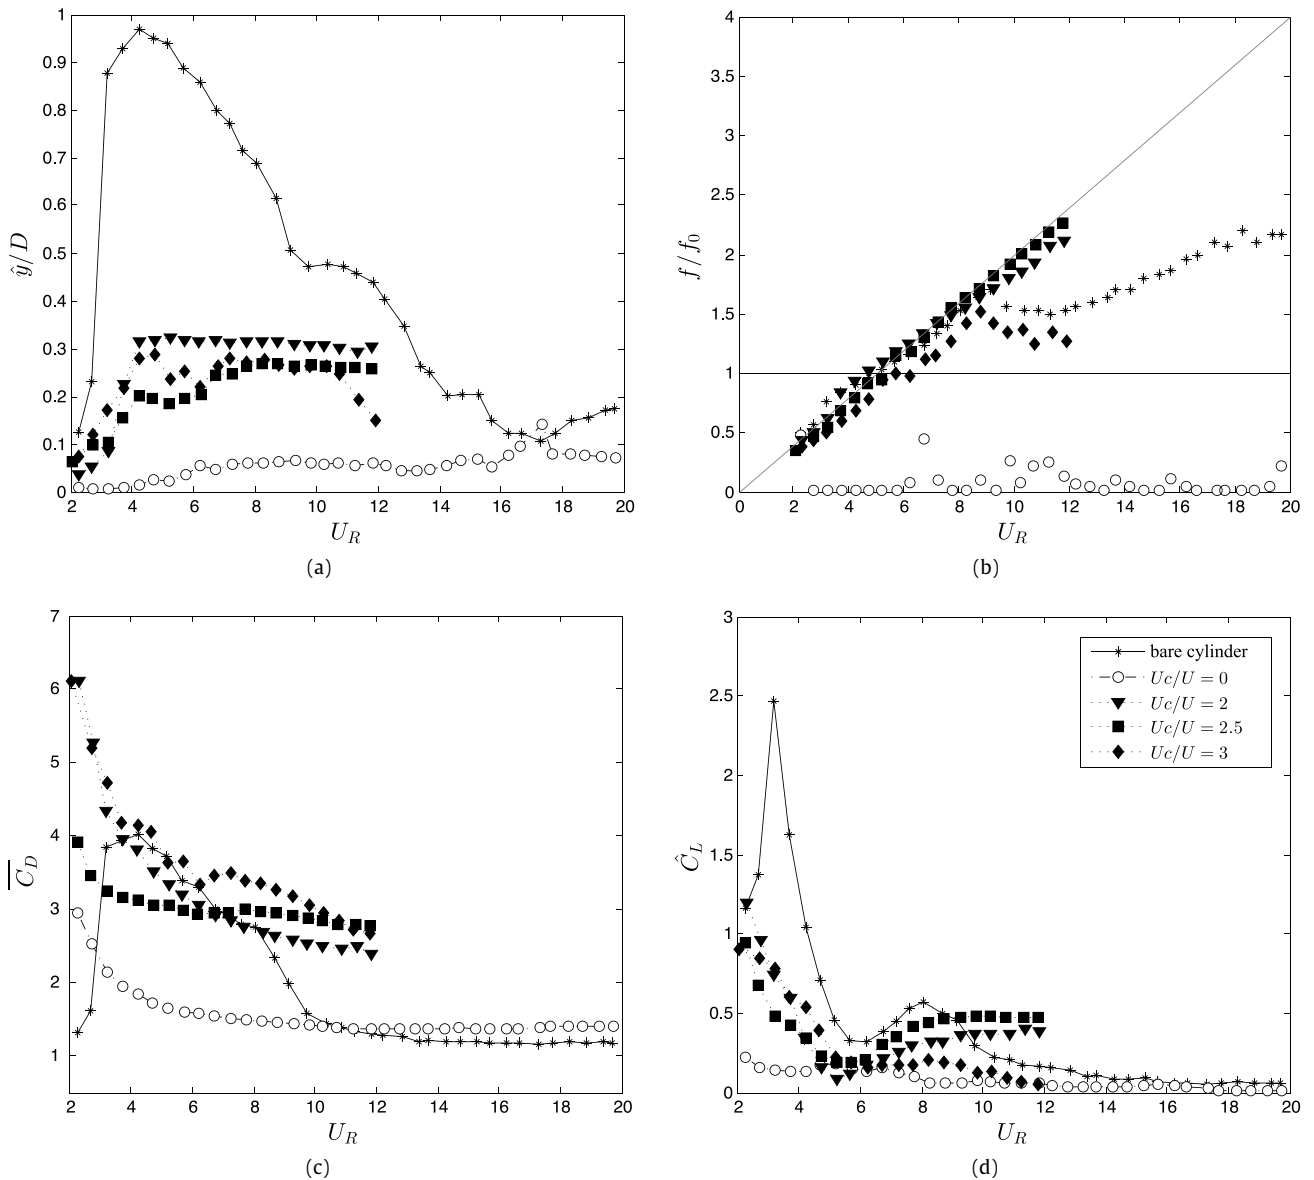 1
0.9
0.8
0.7
0.6
0.5
0.4
0.3
0.2
0.1
0
ŷ/D
2 4 6 8 10 12 14 16 18 20
U_R
(a)
4
3.5
3
2.5
2
1.5
1
0.5
0
f/f_0
0 2 4 6 8 10 12 14 16 18 20
U_R
(b)
7
6
5
4
3
2
1
\overline{C_D}
2 4 6 8 10 12 14 16 18 20
U_R
(c)
3
2.5
2
1.5
1
0.5
0
Ĉ_L
bare cylinder
Uc/U = 0
Uc/U = 2
Uc/U = 2.5
Uc/U = 3
2 4 6 8 10 12 14 16 18 20
U_R
(d)